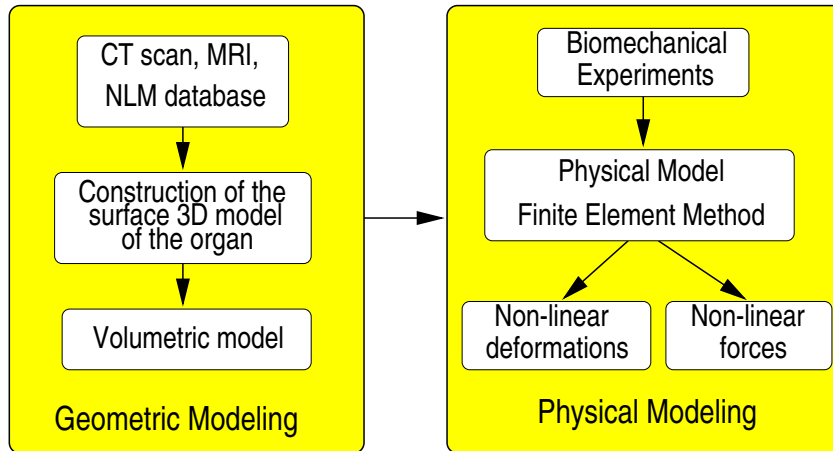 CT scan, MRI,
NLM database
Construction of the
surface 3D model
of the organ
Volumetric model
Geometric Modeling
Biomechanical
Experiments
Physical Model
Finite Element Method
Non-linear
deformations
Non-linear
forces
Physical Modeling